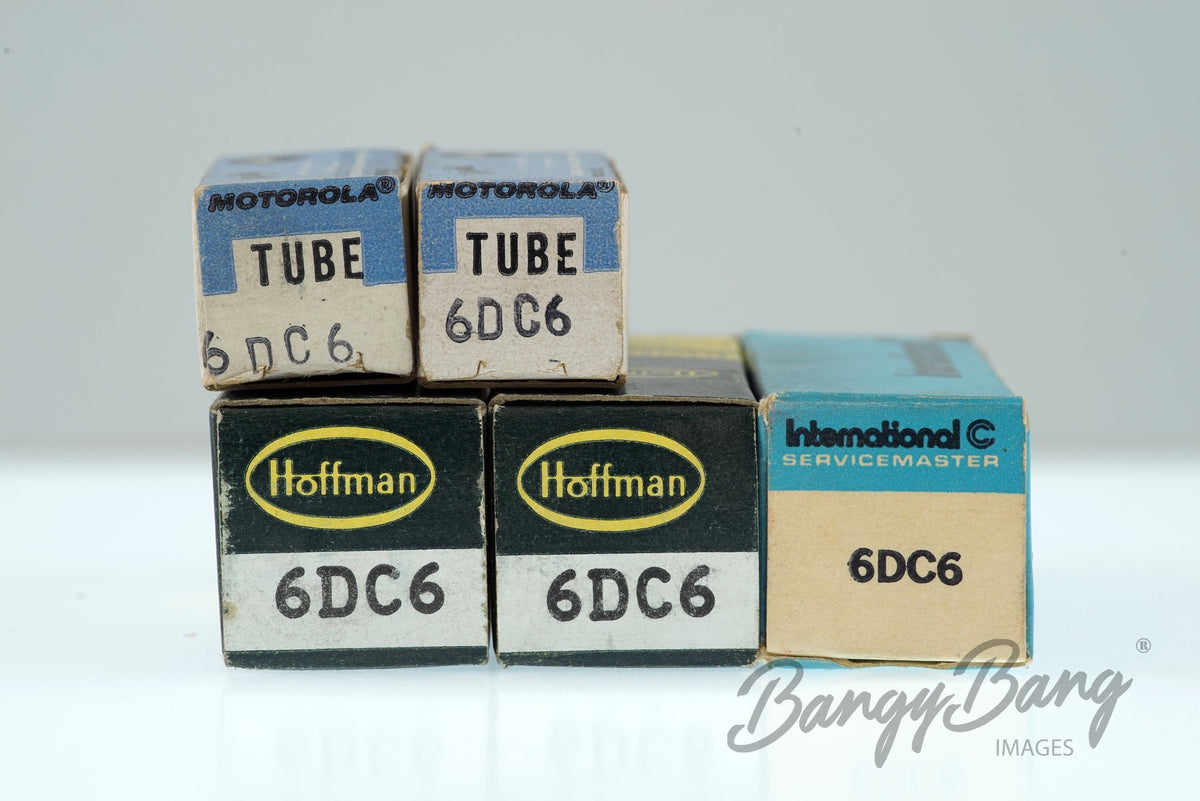 MOTOROLA®
TUBE
6DC6
MOTOROLA®
TUBE
6DC6
Hoffman
6DC6
Hoffman
6DC6
International C
SERVICEMASTER
6DC6
BangyBang ®
IMAGES